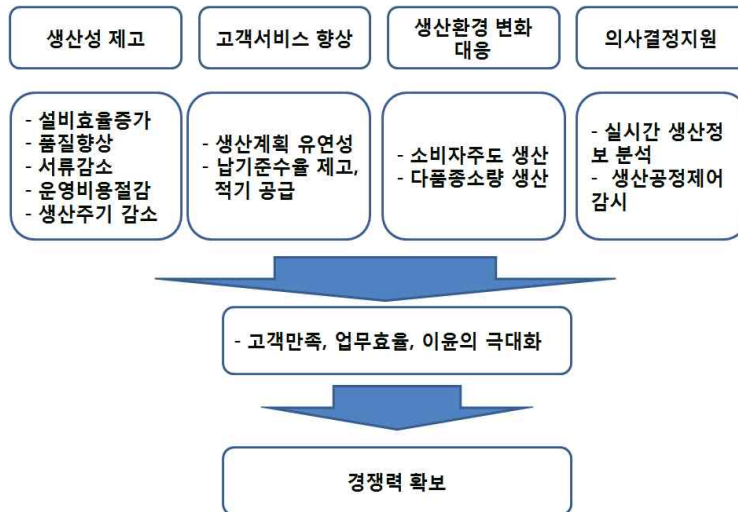 생산성 제고
고객서비스 향상
생산환경 변화
대응
의사결정지원
- 설비효율증가
- 품질향상
- 서류감소
- 운영비용절감
- 생산주기 감소
- 생산계획 유연성
- 납기준수율 제고,
적기 공급
- 소비자주도 생산
- 다품종소량 생산
- 실시간 생산정
보 분석
- 생산공정제어
감시
- 고객만족, 업무효율, 이윤의 극대화
경쟁력 확보